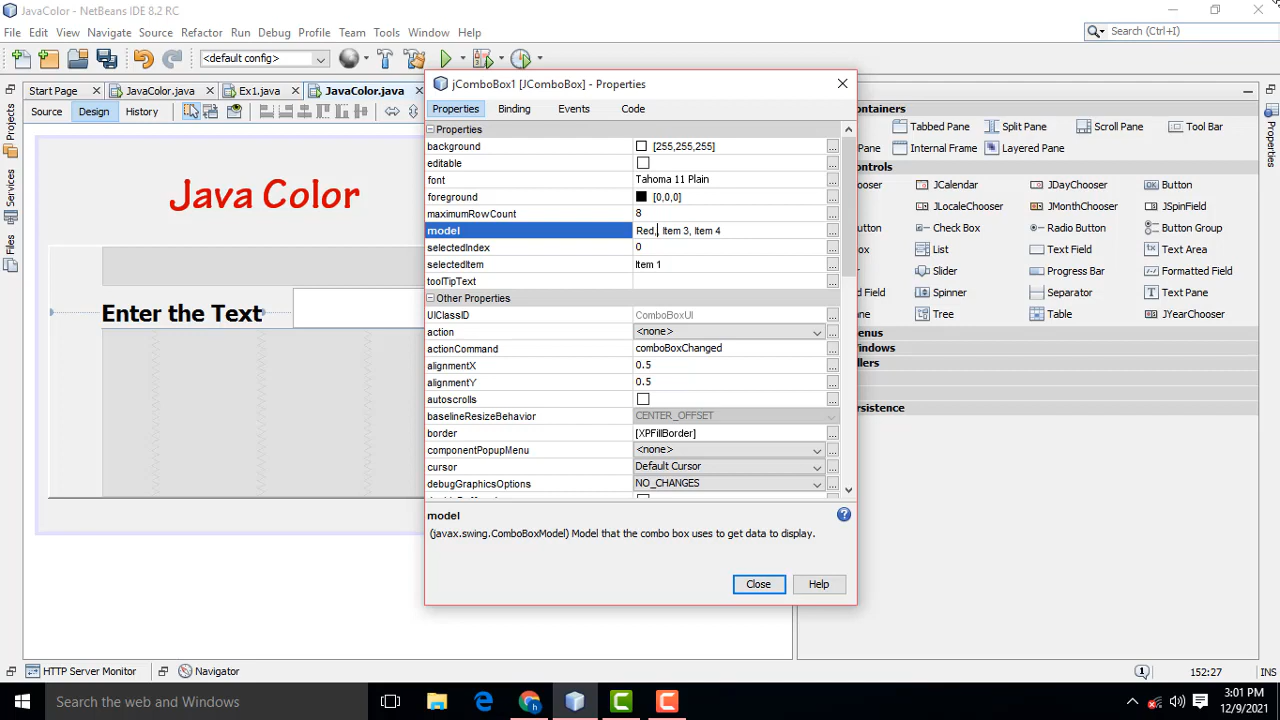 JavaColor - NetBeans IDE 8.2 RC
File Edit View Navigate Source Refactor Run Debug Profile Team Tools Window Help
Search (Ctrl+I)
<default config>
Start Page JavaColor.java Ex1.java JavaColor.java
Source Design History
Projects
Services
Files
Java Color
Enter the Text
jComboBox1 [JComboBox] - Properties
Properties Binding Events Code
Properties
background [255,255,255]
editable
font Tahoma 11 Plain
foreground [0,0,0]
maximumRowCount 8
model Red,, Item 3, Item 4
selectedIndex 0
selectedItem Item 1
toolTipText
Other Properties
UIClassID ComboBoxUI
action <none>
actionCommand comboBoxChanged
alignmentX 0.5
alignmentY 0.5
autoscrolls
baselineResizeBehavior CENTER_OFFSET
border [XPFillBorder]
componentPopupMenu <none>
cursor Default Cursor
debugGraphicsOptions NO_CHANGES
model
(javax.swing.ComboBoxModel) Model that the combo box uses to get data to display.
Close Help
ontainers
Tabbed Pane Split Pane Scroll Pane Tool Bar
Pane Internal Frame Layered Pane
ontrols
ooser JCalendar JDayChooser Button
ser JLocaleChooser JMonthChooser JSpinField
n Check Box Radio Button Button Group
Box List Text Field Text Area
Slider Progress Bar Formatted Field
d Field Spinner Separator Text Pane
ne Tree Table JYearChooser
enus
indows
llers
ersistence
Properties
HTTP Server Monitor Navigator
1 152:27 INS
Search the web and Windows
3:01 PM
12/9/2021